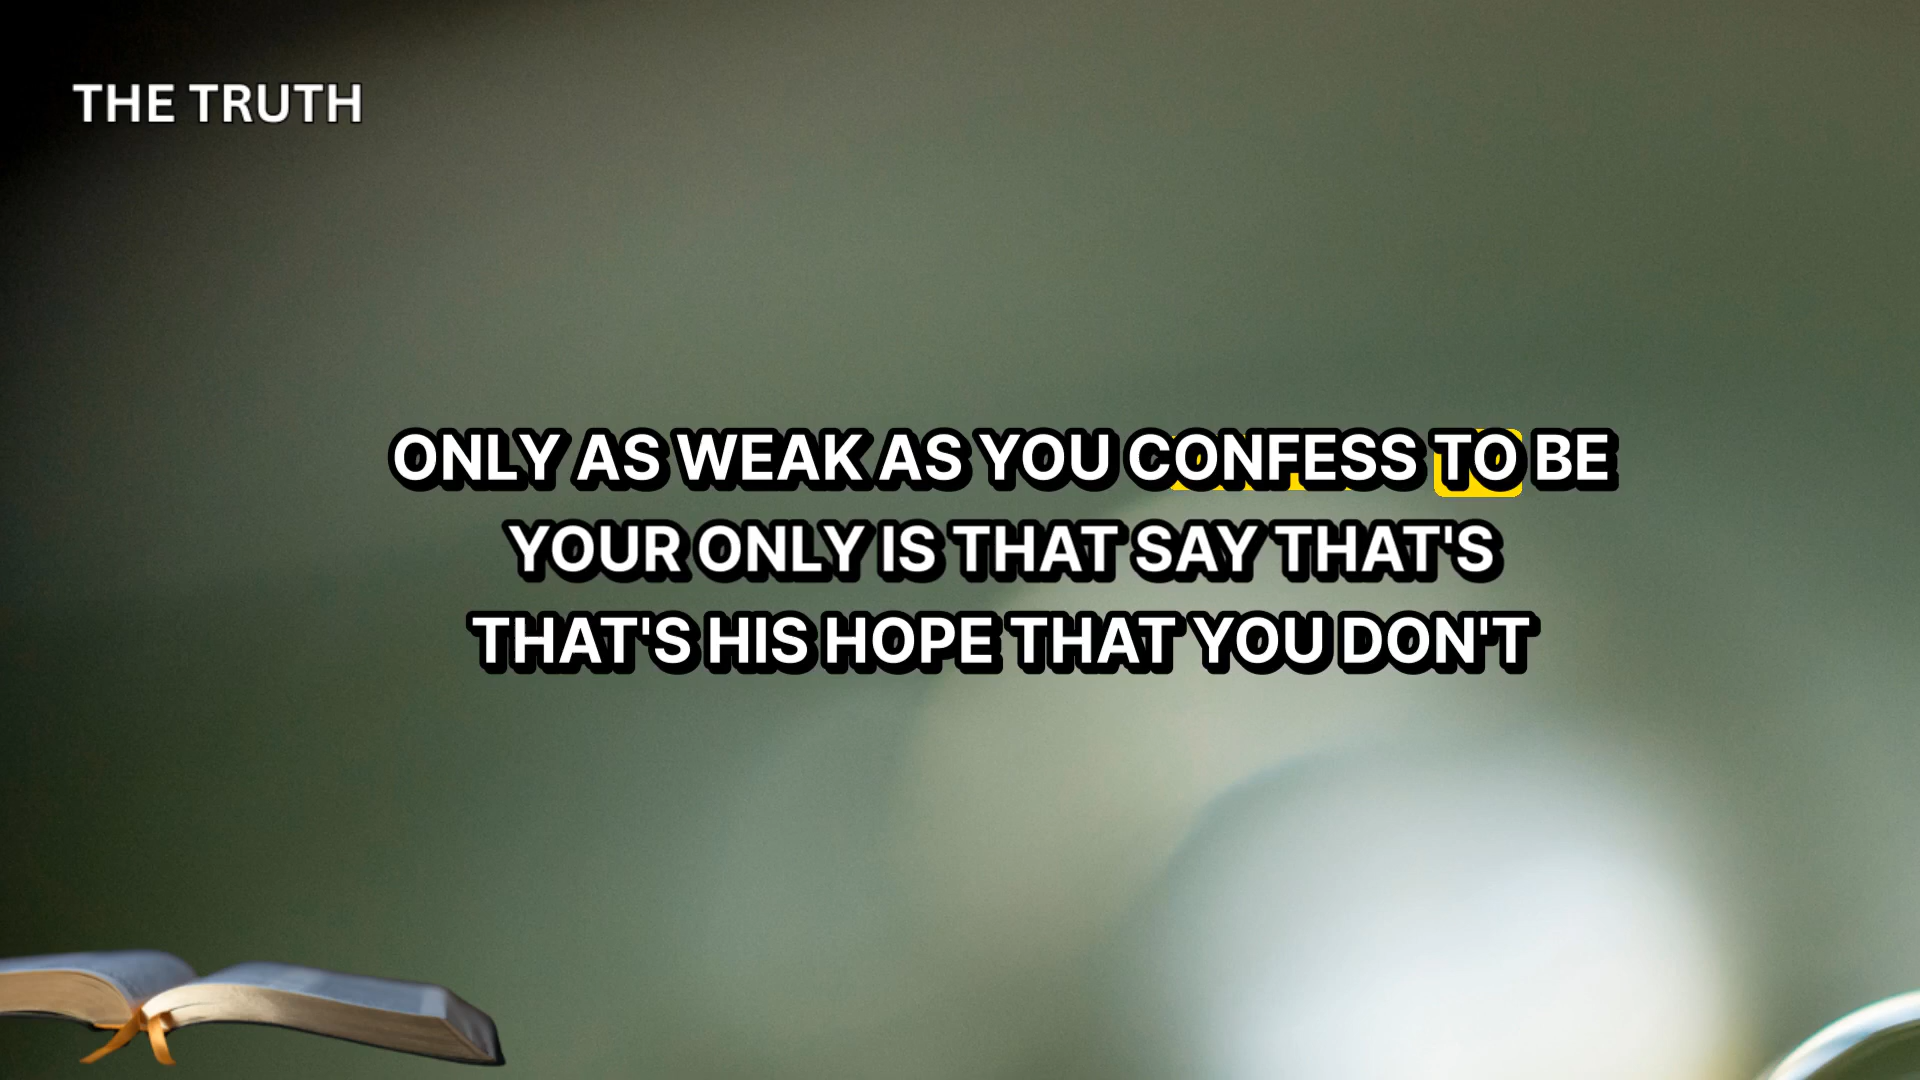 THE TRUTH
ONLY AS WEAK AS YOU CONFESS TO BE
YOUR ONLY IS THAT SAY THAT'S
THAT'S HIS HOPE THAT YOU DON'T